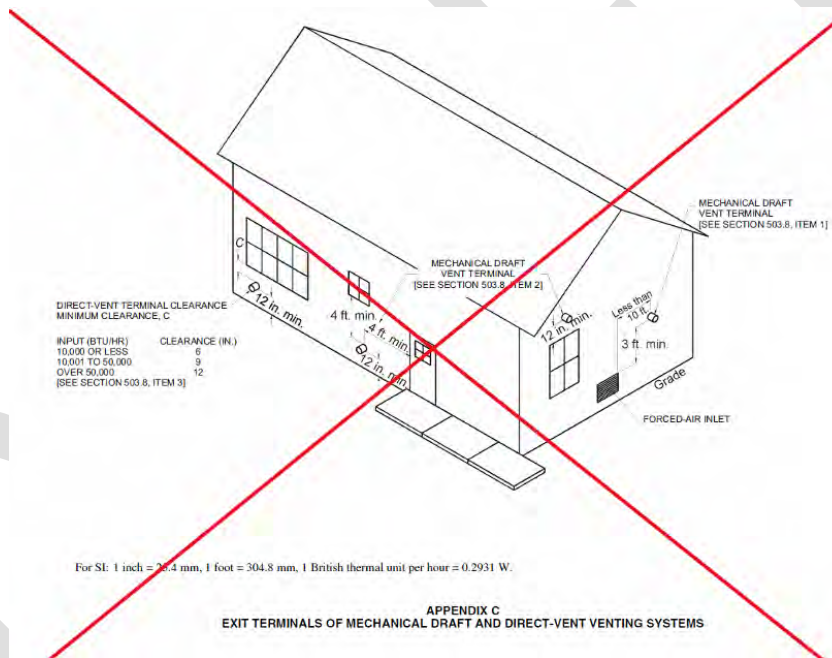 MECHANICAL DRAFT
VENT TERMINAL
[SEE SECTION 503.8, ITEM 1]
MECHANICAL DRAFT
VENT TERMINAL
[SEE SECTION 503.8, ITEM 2]
C
Less than
10 ft.
12 in. min.
DIRECT-VENT TERMINAL CLEARANCE
MINIMUM CLEARANCE, C
12 in. min.
4 ft. min.
4 ft. min.
12 in. min.
3 ft. min.
Grade
INPUT (BTU/HR) CLEARANCE (IN.)
10,000 OR LESS 6
10,001 TO 50,000 9
OVER 50,000 12
[SEE SECTION 503.8, ITEM 3]
FORCED-AIR INLET
For SI: 1 inch = 25.4 mm, 1 foot = 304.8 mm, 1 British thermal unit per hour = 0.2931 W.
APPENDIX C
EXIT TERMINALS OF MECHANICAL DRAFT AND DIRECT-VENT VENTING SYSTEMS